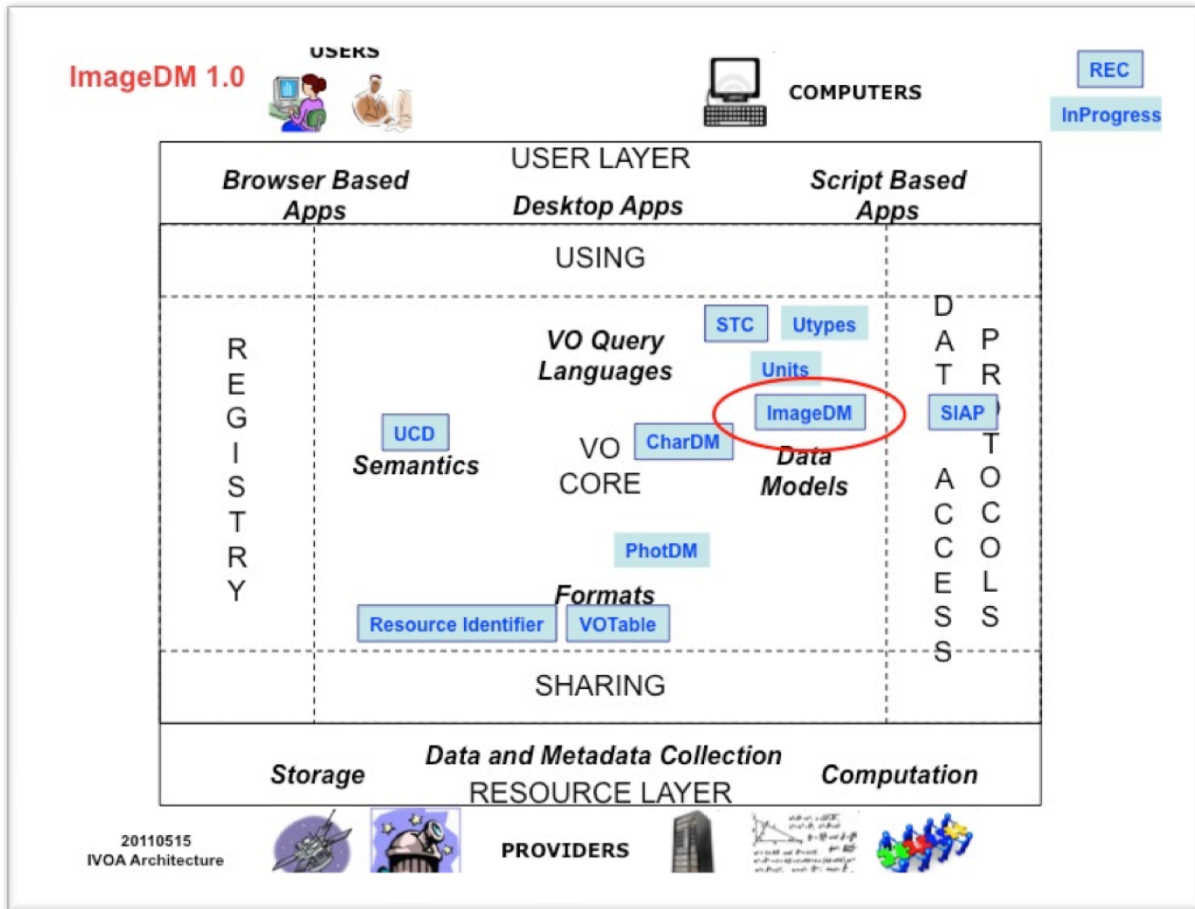 USERS
ImageDM 1.0
COMPUTERS
REC
InProgress
USER LAYER
Browser Based
Apps
Desktop Apps
Script Based
Apps
USING
REGISTRY
VO Query
Languages
STC
Utypes
Units
ImageDM
SIAP
UCD
Semantics
VO
CORE
CharDM
Data
Models
DATA ACCESS
PROTOCOLS
PhotDM
Formats
Resource Identifier
VOTable
SHARING
Data and Metadata Collection
Storage
Computation
RESOURCE LAYER
20110515
IVOA Architecture
PROVIDERS